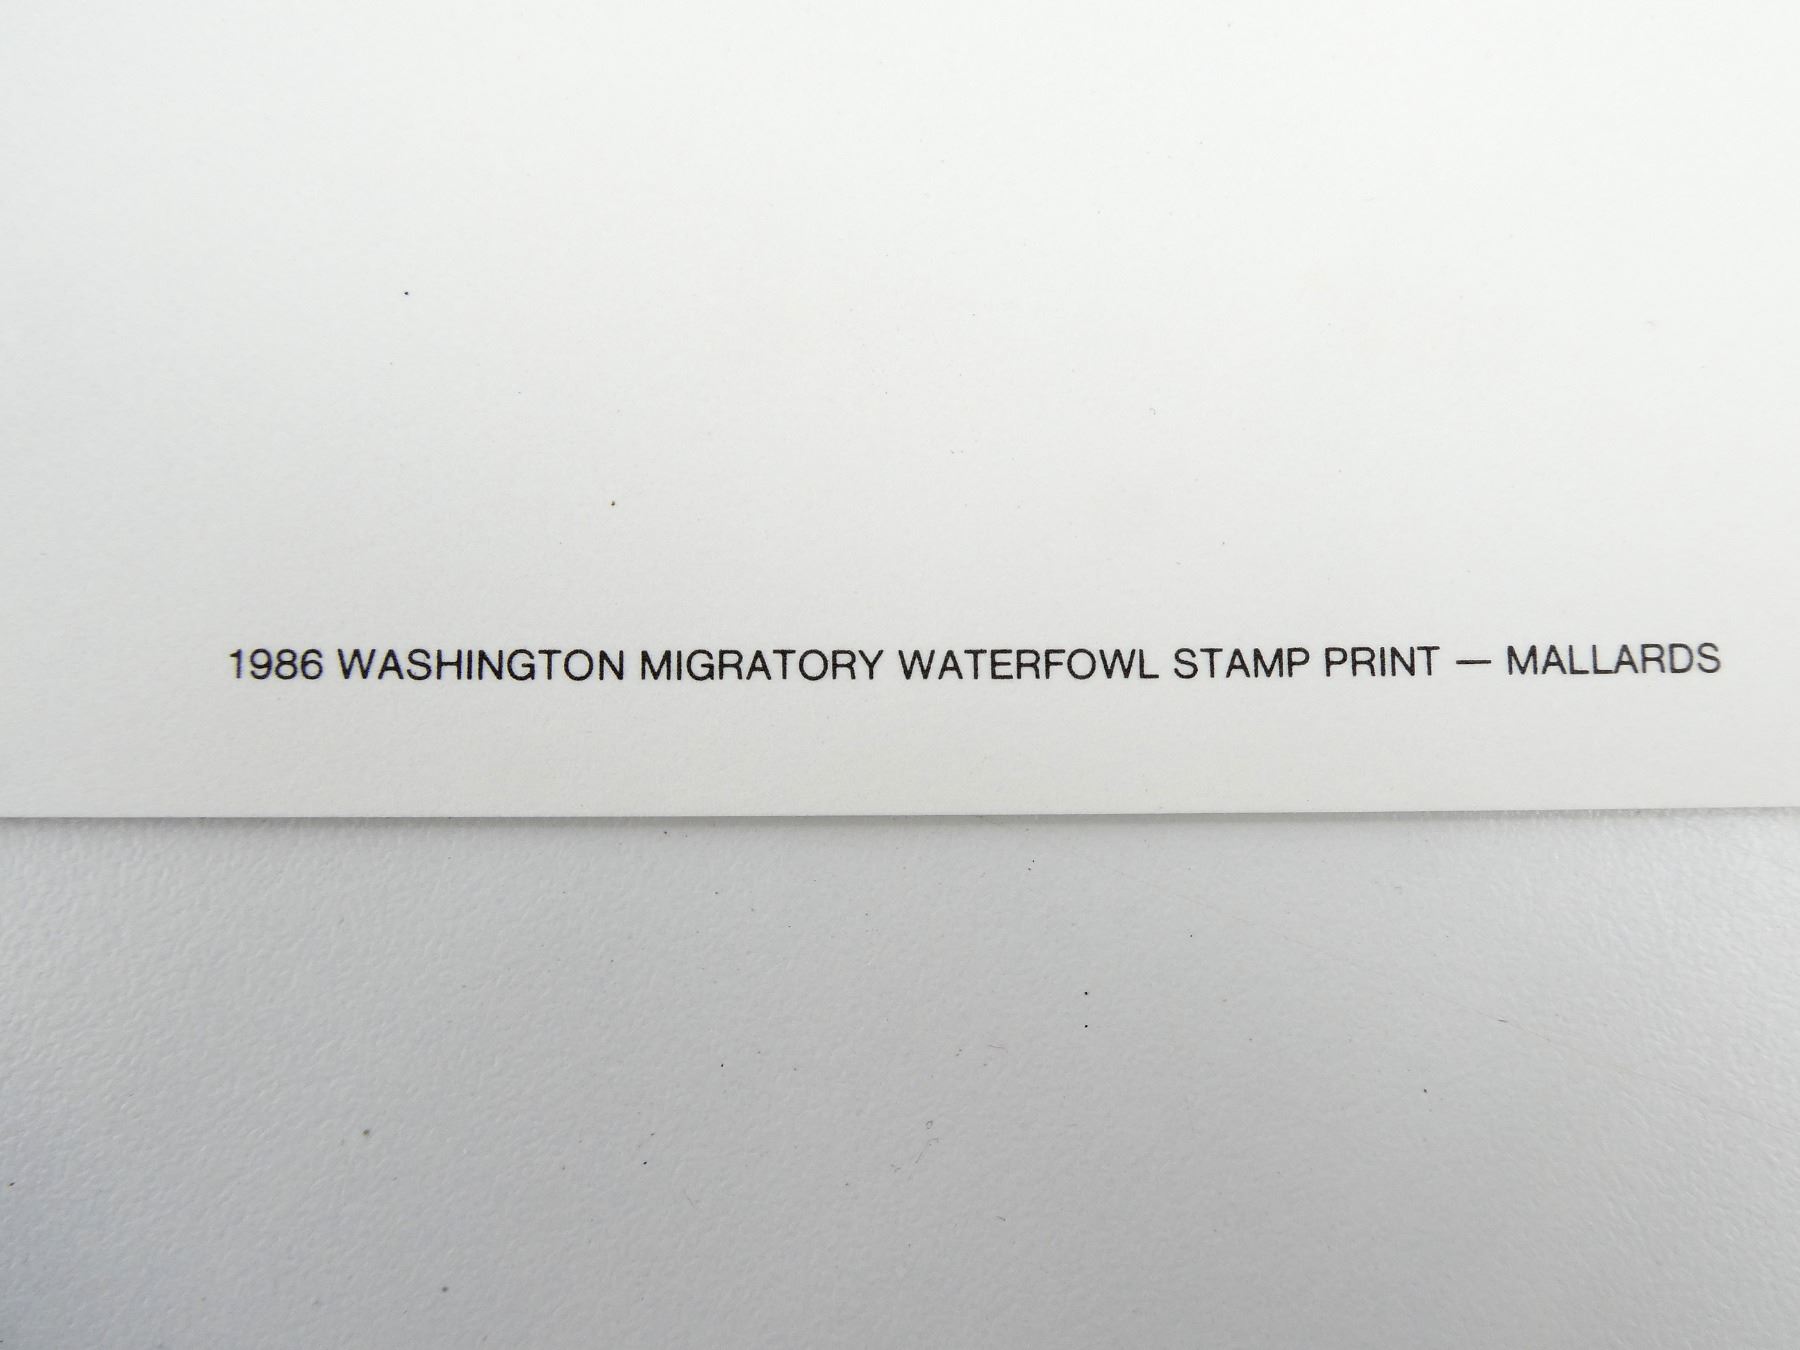 1986 WASHINGTON MIGRATORY WATERFOWL STAMP PRINT — MALLARDS